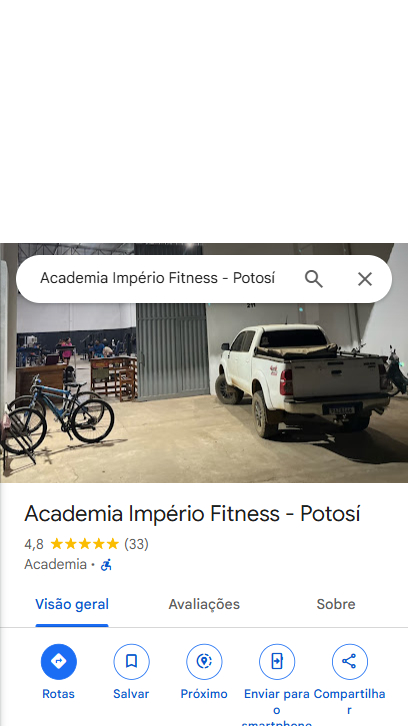 Academia Império Fitness - Potosí
Academia Império Fitness - Potosí
4,8 ★★★★★ (33)
Academia ·
Visão geral
Avaliações
Sobre
Rotas
Salvar
Próximo
Enviar para
o
smartphone
Compartilha
r